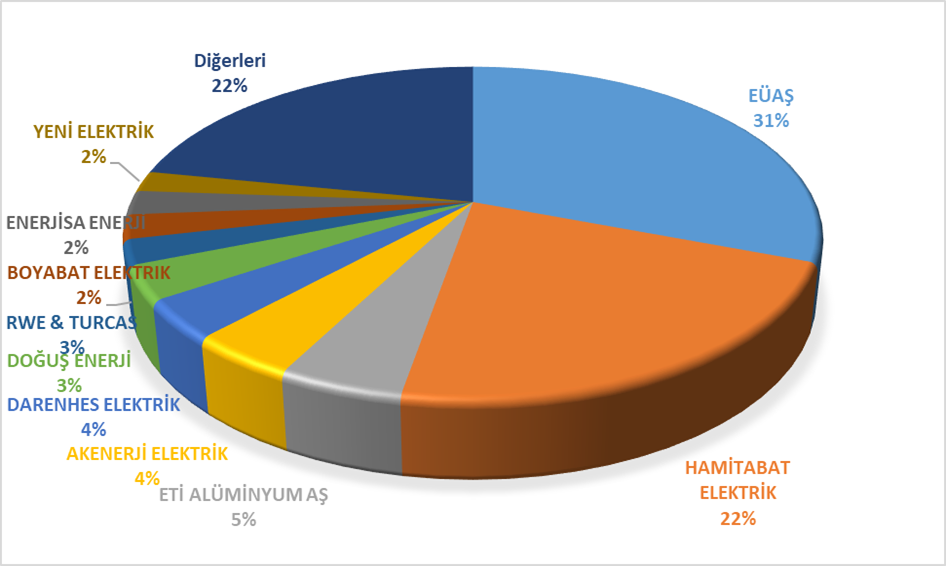 Diğerleri
22%
EÜAŞ
31%
YENİ ELEKTRİK
2%
ENERJİSA ENERJİ
2%
BOYABAT ELEKTRIK
2%
RWE & TURCAS
3%
DOĞUŞ ENERJİ
3%
DARENHES ELEKTRİK
4%
AKENERJİ ELEKTRİK
4%
ETİ ALÜMİNYUM AŞ
5%
HAMİTABAT
ELEKTRİK
22%